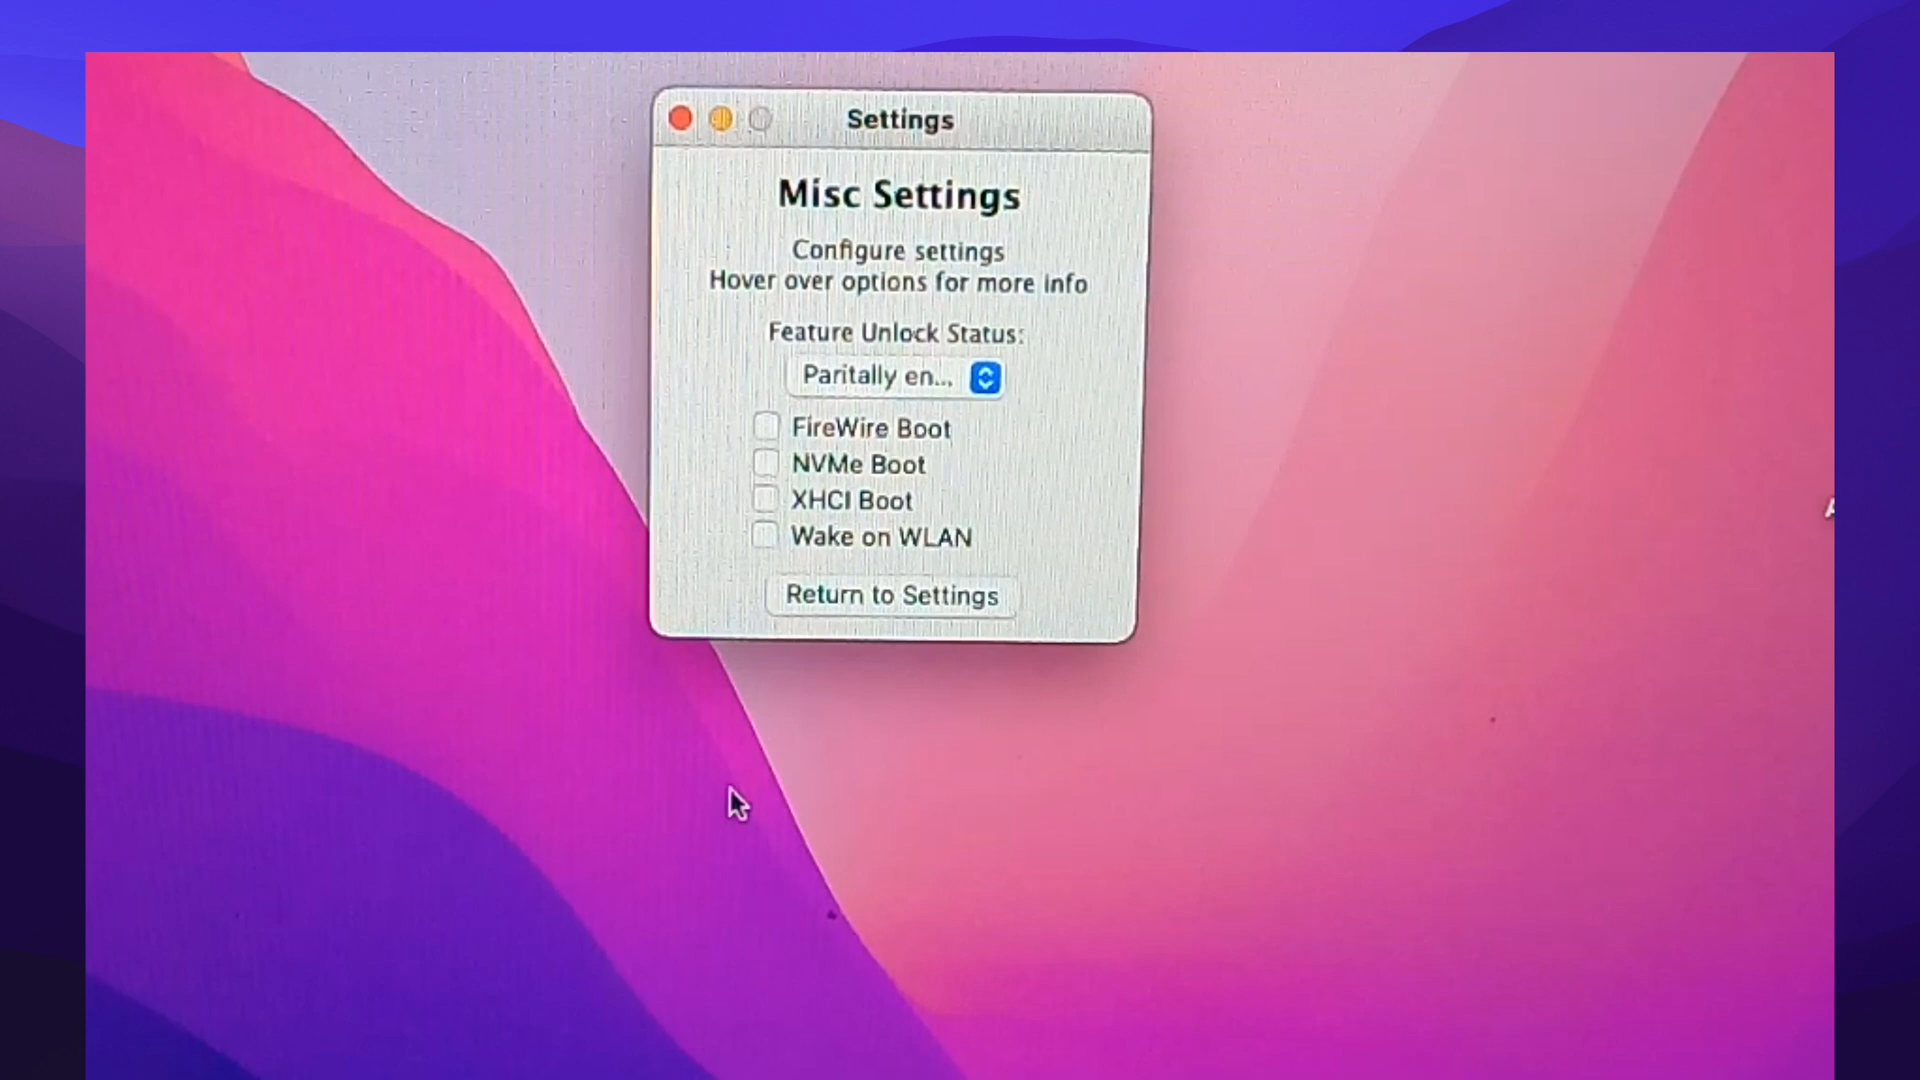 Settings
Misc Settings
Configure settings
Hover over options for more info
Feature Unlock Status:
Paritally en...
FireWire Boot
NVMe Boot
XHCI Boot
Wake on WLAN
Return to Settings